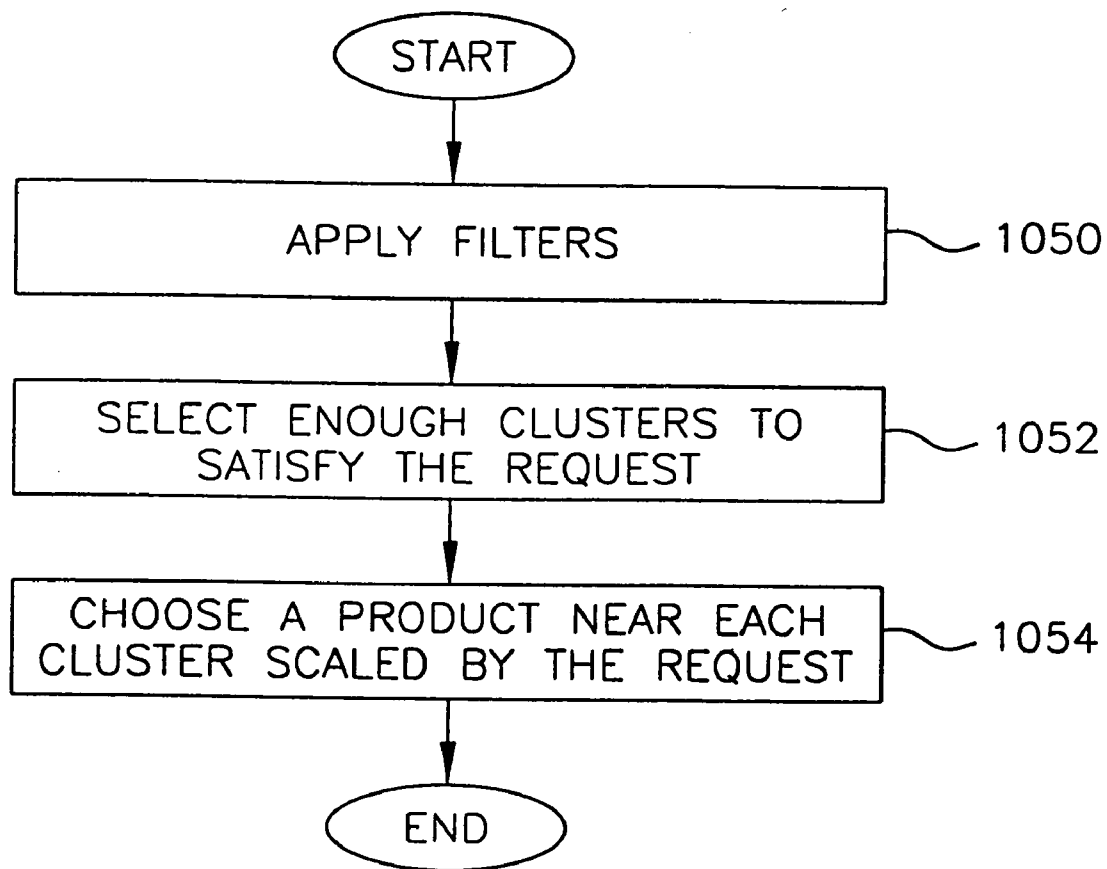 START
APPLY FILTERS
1050
SELECT ENOUGH CLUSTERS TO
SATISFY THE REQUEST
1052
CHOOSE A PRODUCT NEAR EACH
CLUSTER SCALED BY THE REQUEST
1054
END